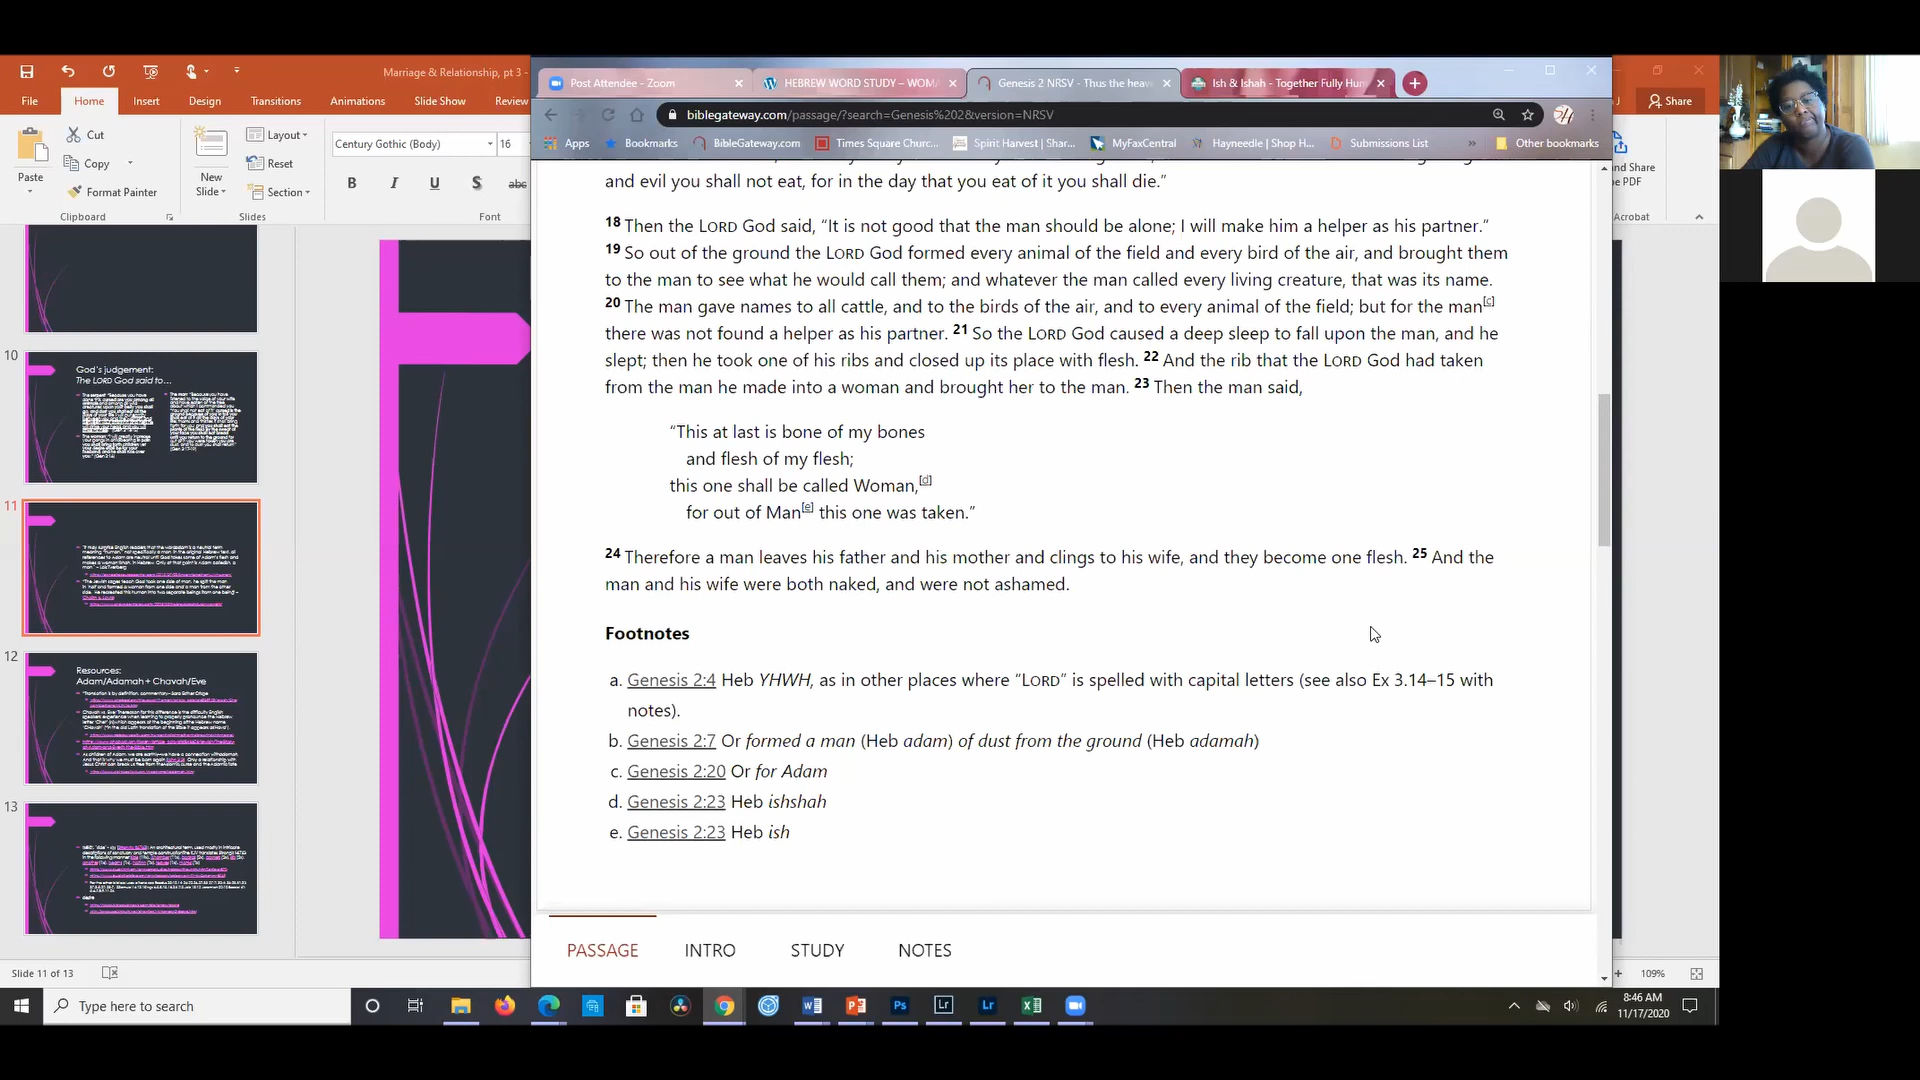 Marriage & Relationship, pt 3 -
File Home Insert Design Transitions Animations Slide Show Review
Share
Cut
Copy
Format Painter
Paste
Clipboard
New
Slide
Layout
Reset
Section
Slides
Century Gothic (Body) 16
B I U S abc
Font
Post Attendee - Zoom
HEBREW WORD STUDY – WOM
Genesis 2 NRSV - Thus the heav
Ish & Ishah - Together Fully Hum
biblegateway.com/passage/?search=Genesis%202&version=NRSV
Apps Bookmarks BibleGateway.com Times Square Churc... Spirit Harvest | Shar... MyFaxCentral Hayneedle | Shop H... Submissions List » Other bookmarks
and Share
be PDF
Acrobat
and evil you shall not eat, for in the day that you eat of it you shall die.”
18 Then the LORD God said, “It is not good that the man should be alone; I will make him a helper as his partner.”
19 So out of the ground the LORD God formed every animal of the field and every bird of the air, and brought them
to the man to see what he would call them; and whatever the man called every living creature, that was its name.
20 The man gave names to all cattle, and to the birds of the air, and to every animal of the field; but for the man[c]
there was not found a helper as his partner. 21 So the LORD God caused a deep sleep to fall upon the man, and he
slept; then he took one of his ribs and closed up its place with flesh. 22 And the rib that the LORD God had taken
from the man he made into a woman and brought her to the man. 23 Then the man said,
“This at last is bone of my bones
and flesh of my flesh;
this one shall be called Woman,[d]
for out of Man[e] this one was taken.”
24 Therefore a man leaves his father and his mother and clings to his wife, and they become one flesh. 25 And the
man and his wife were both naked, and were not ashamed.
Footnotes
a. Genesis 2:4 Heb YHWH, as in other places where “LORD” is spelled with capital letters (see also Ex 3.14–15 with
notes).
b. Genesis 2:7 Or formed a man (Heb adam) of dust from the ground (Heb adamah)
c. Genesis 2:20 Or for Adam
d. Genesis 2:23 Heb ishshah
e. Genesis 2:23 Heb ish
PASSAGE INTRO STUDY NOTES
10
God's judgement:
The LORD God said to…
11
12
Resources:
Adam/Adamah + Chavah/Eve
13
Slide 11 of 13
109%
Type here to search
8:46 AM
11/17/2020